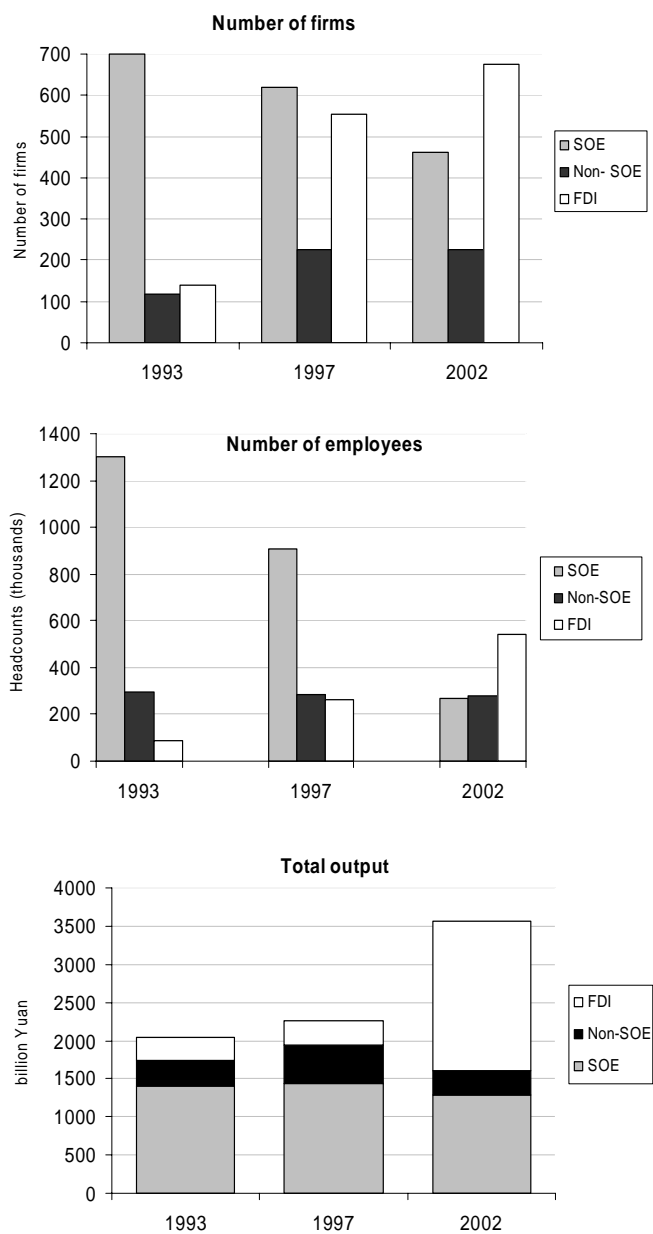 Number of firms
Number of firms
700
600
500
400
300
200
100
0
1993 1997 2002
SOE
Non- SOE
FDI
Number of employees
Headcounts (thousands)
1400
1200
1000
800
600
400
200
0
1993 1997 2002
SOE
Non-SOE
FDI
Total output
billion Yuan
4000
3500
3000
2500
2000
1500
1000
500
0
1993 1997 2002
FDI
Non-SOE
SOE